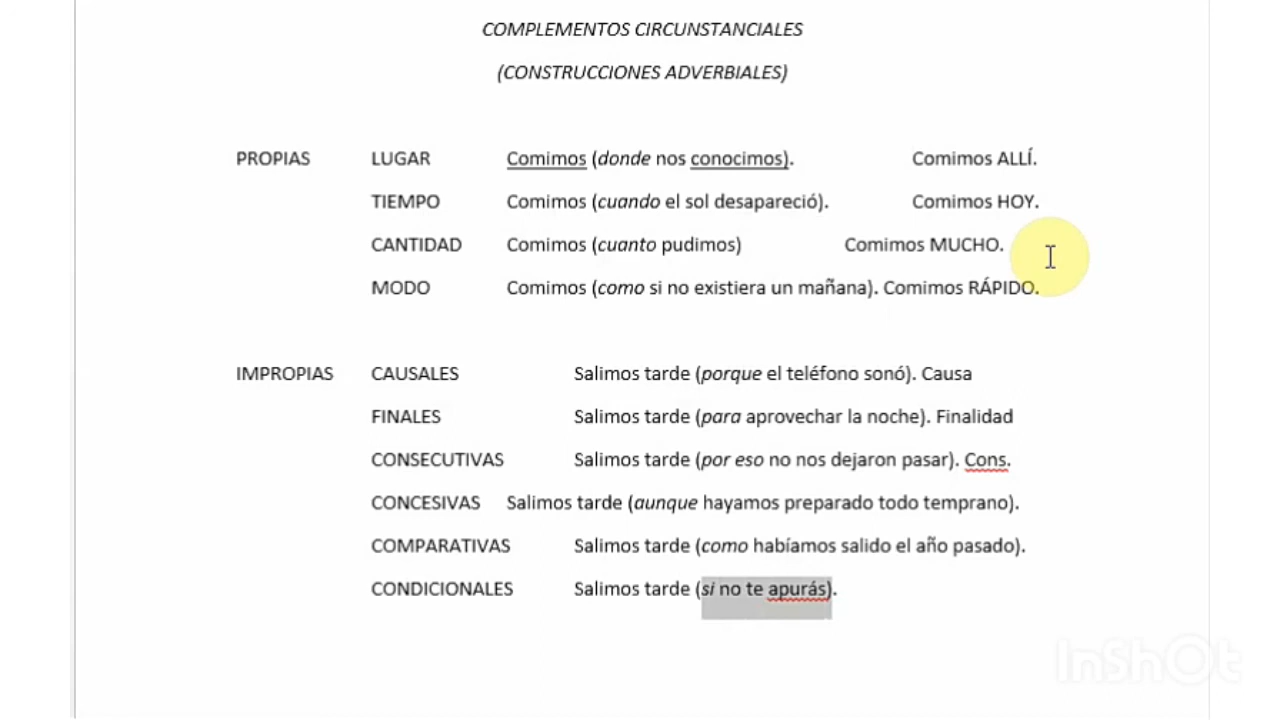 COMPLEMENTOS CIRCUNSTANCIALES
(CONSTRUCCIONES ADVERBIALES)
PROPIAS LUGAR Comimos (donde nos conocimos). Comimos ALLÍ.
TIEMPO Comimos (cuando el sol desapareció). Comimos HOY.
CANTIDAD Comimos (cuanto pudimos) Comimos MUCHO.
MODO Comimos (como si no existiera un mañana). Comimos RÁPIDO.
IMPROPIAS CAUSALES Salimos tarde (porque el teléfono sonó). Causa
FINALES Salimos tarde (para aprovechar la noche). Finalidad
CONSECUTIVAS Salimos tarde (por eso no nos dejaron pasar). Cons.
CONCESIVAS Salimos tarde (aunque hayamos preparado todo temprano).
COMPARATIVAS Salimos tarde (como habíamos salido el año pasado).
CONDICIONALES Salimos tarde (si no te apurás).
InShOt